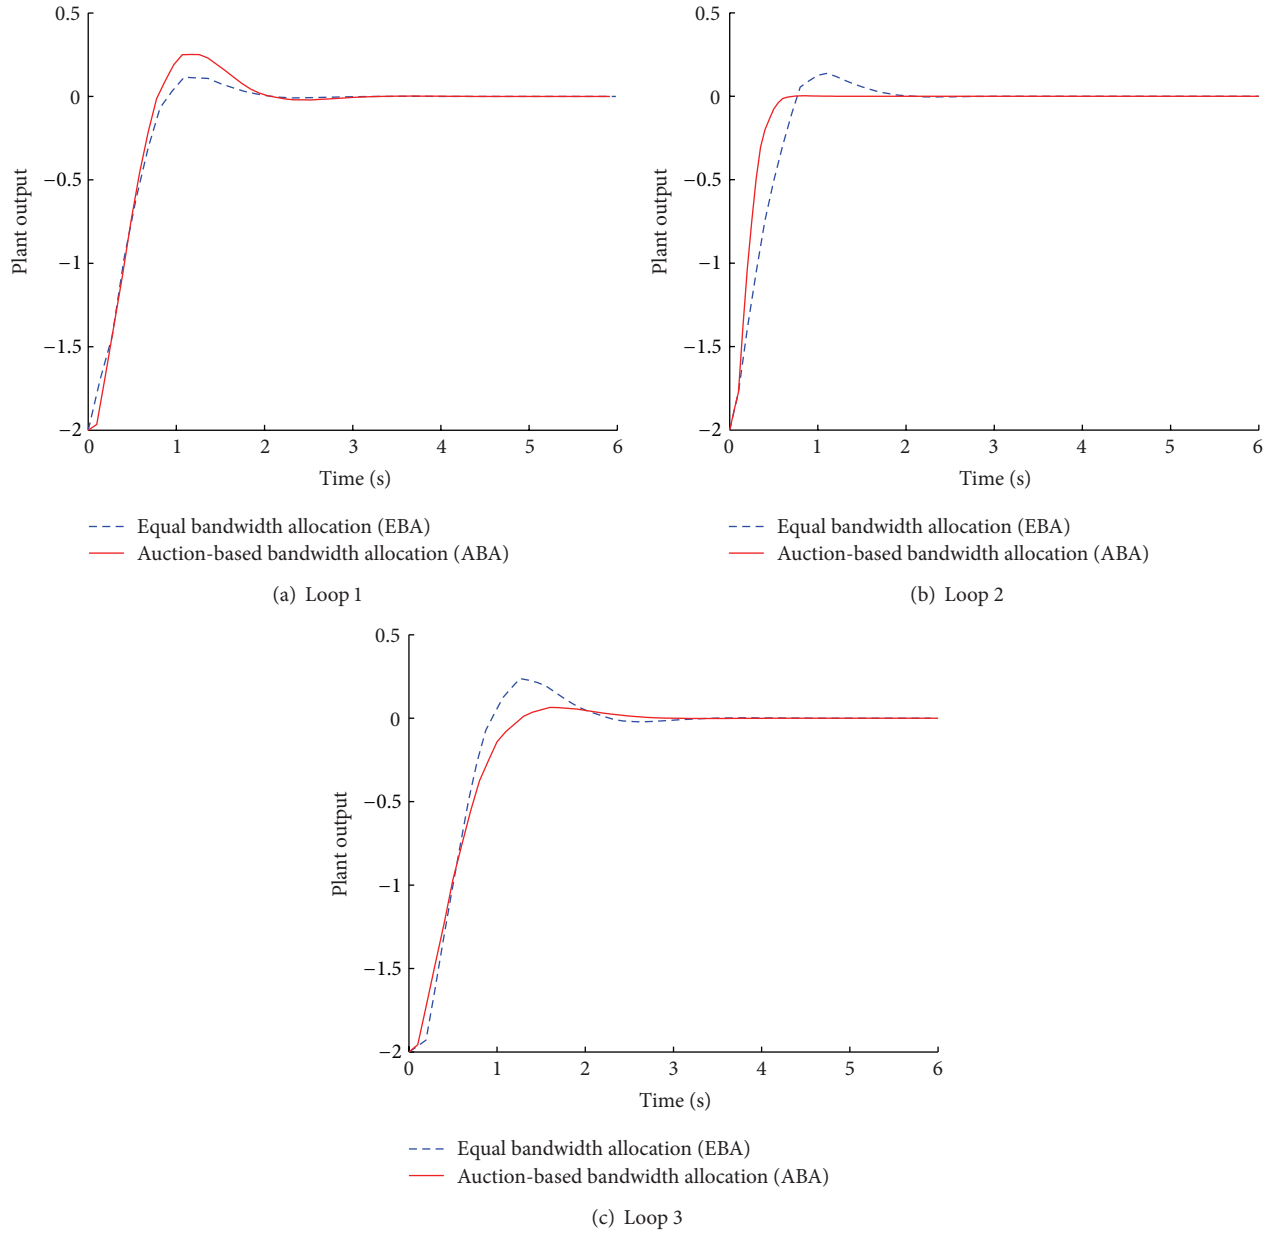 0.5
0
−0.5
−1
−1.5
−2
Plant output
0 1 2 3 4 5 6
Time (s)
Equal bandwidth allocation (EBA)
Auction-based bandwidth allocation (ABA)
(a) Loop 1
0.5
0
−0.5
−1
−1.5
−2
Plant output
0 1 2 3 4 5 6
Time (s)
Equal bandwidth allocation (EBA)
Auction-based bandwidth allocation (ABA)
(b) Loop 2
0.5
0
−0.5
−1
−1.5
−2
Plant output
0 1 2 3 4 5 6
Time (s)
Equal bandwidth allocation (EBA)
Auction-based bandwidth allocation (ABA)
(c) Loop 3